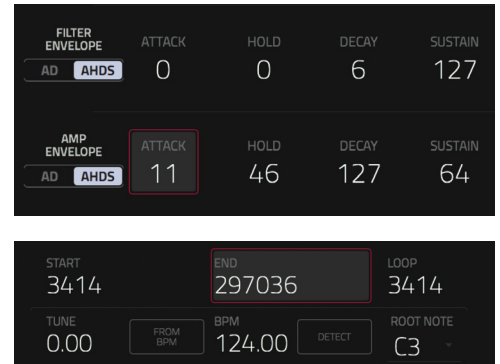 FILTER
ENVELOPE
ATTACK HOLD DECAY SUSTAIN
AD AHDS 0 0 6 127
AMP
ENVELOPE
ATTACK HOLD DECAY SUSTAIN
AD AHDS 11 46 127 64
START END LOOP
3414 297036 3414
TUNE BPM ROOT NOTE
0.00 FROM BPM 124.00 DETECT C3